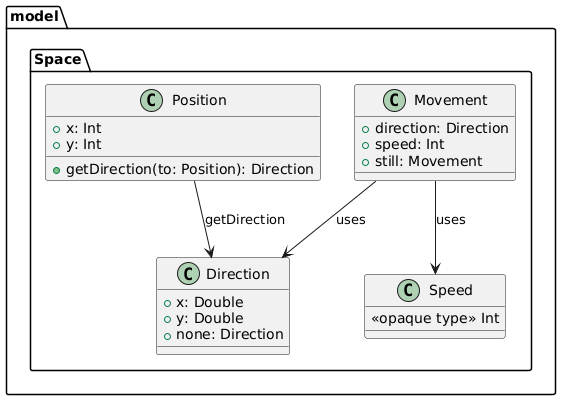 model
Space
C Position
x: Int
y: Int
getDirection(to: Position): Direction
C Movement
direction: Direction
speed: Int
still: Movement
getDirection
uses
uses
C Direction
x: Double
y: Double
none: Direction
C Speed
«opaque type» Int